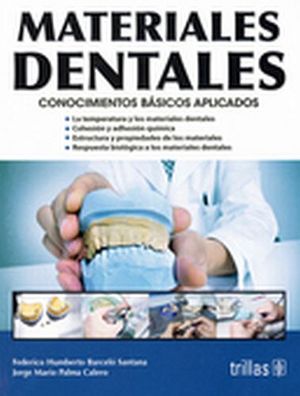 MATERIALES
DENTALES
CONOCIMIENTOS BÁSICOS APLICADOS
La temperatura y los materiales dentales
Cohesión y adhesión química
Estructura y propiedades de los materiales
Respuesta biológica a los materiales dentales
Federico Humberto Barceló Santana
Jorge Mario Palma Calero
trillas